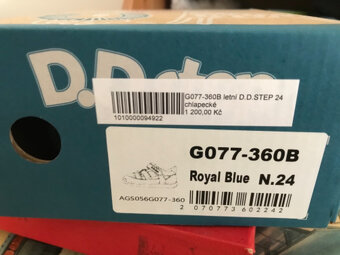 D.D.step
G077-360B letní D.D.STEP 24
chlapecké
1 200,00 Kč
1010000094922
G077-360B
Royal Blue N.24
AGS056G077-360
2 070773 602242